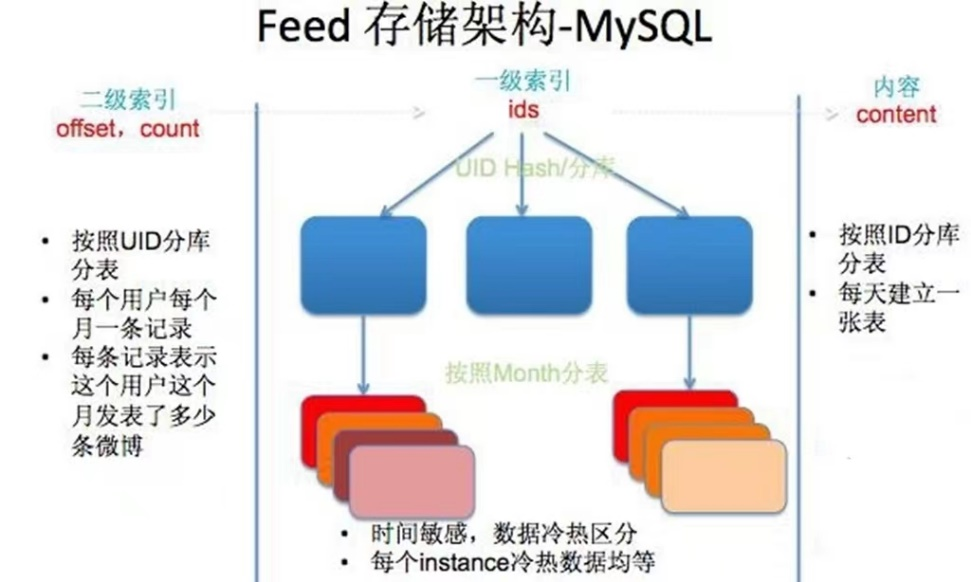 Feed 存储架构-MySQL
二级索引
offset，count
• 按照UID分库
分表
• 每个用户每个
月一条记录
• 每条记录表示
这个用户这个
月发表了多少
条微博
一级索引
ids
UID Hash/分库
按照Month分表
• 时间敏感，数据冷热区分
• 每个instance冷热数据均等
内容
content
• 按照ID分库
分表
• 每天建立一
张表